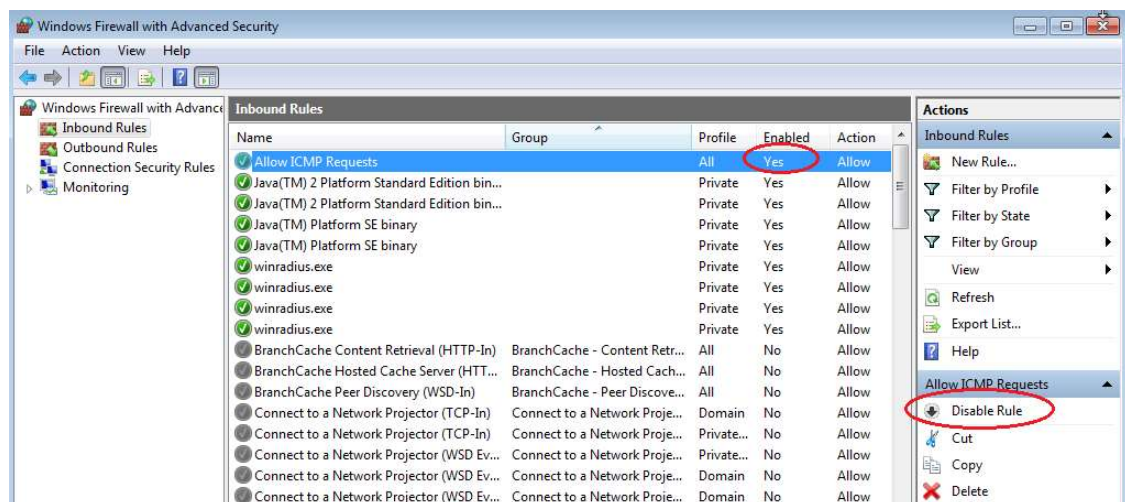 Windows Firewall with Advanced Security
File Action View Help
Windows Firewall with Advance
Inbound Rules
Outbound Rules
Connection Security Rules
Monitoring
Inbound Rules
Name Group Profile Enabled Action
Allow ICMP Requests All Yes Allow
Java(TM) 2 Platform Standard Edition bin... Private Yes Allow
Java(TM) 2 Platform Standard Edition bin... Private Yes Allow
Java(TM) Platform SE binary Private Yes Allow
Java(TM) Platform SE binary Private Yes Allow
winradius.exe Private Yes Allow
winradius.exe Private Yes Allow
winradius.exe Private Yes Allow
winradius.exe Private Yes Allow
BranchCache Content Retrieval (HTTP-In) BranchCache - Content Retr... All No Allow
BranchCache Hosted Cache Server (HTT... BranchCache - Hosted Cach... All No Allow
BranchCache Peer Discovery (WSD-In) BranchCache - Peer Discove... All No Allow
Connect to a Network Projector (TCP-In) Connect to a Network Proje... Domain No Allow
Connect to a Network Projector (TCP-In) Connect to a Network Proje... Private... No Allow
Connect to a Network Projector (WSD Ev... Connect to a Network Proje... Private... No Allow
Connect to a Network Projector (WSD Ev... Connect to a Network Proje... Domain No Allow
Connect to a Network Projector (WSD Ev... Connect to a Network Proje... Domain No Allow
Actions
Inbound Rules
New Rule...
Filter by Profile
Filter by State
Filter by Group
View
Refresh
Export List...
Help
Allow ICMP Requests
Disable Rule
Cut
Copy
Delete